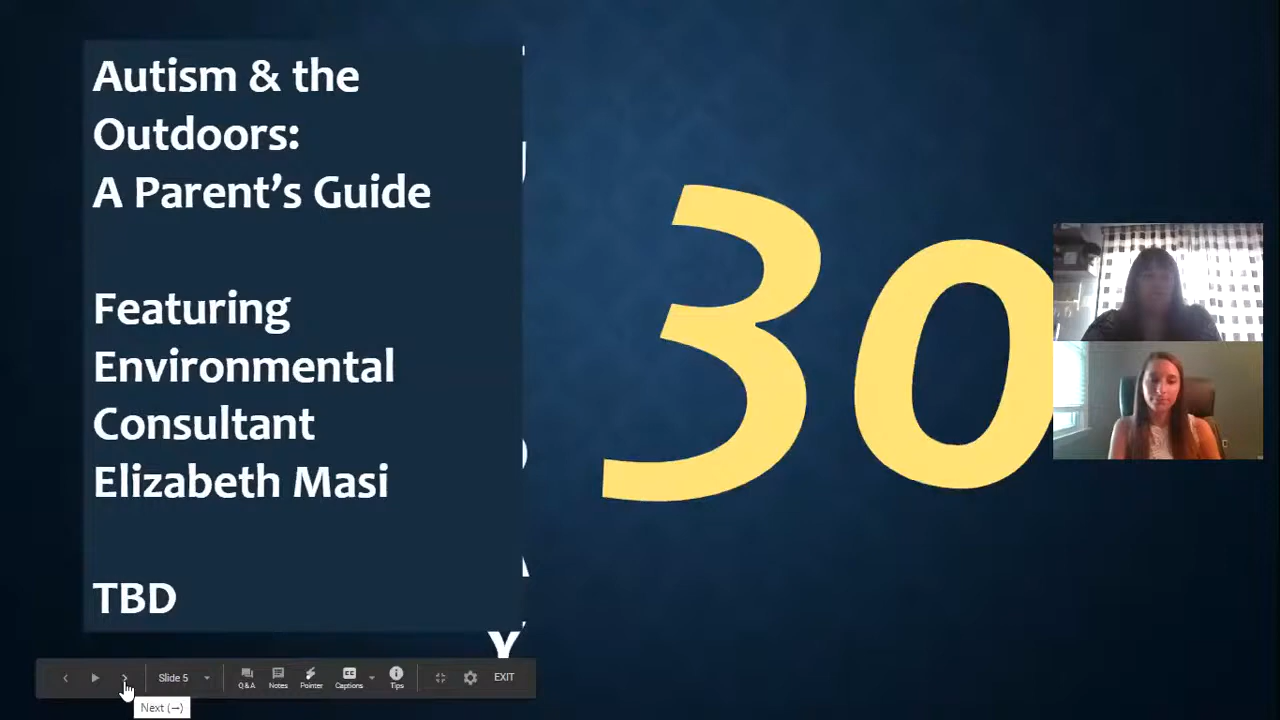 Autism & the
Outdoors:
A Parent’s Guide
Featuring
Environmental
Consultant
Elizabeth Masi
TBD
30
Y
Slide 5
Q&A
Notes
Pointer
Captions
Tips
EXIT
Next (→)